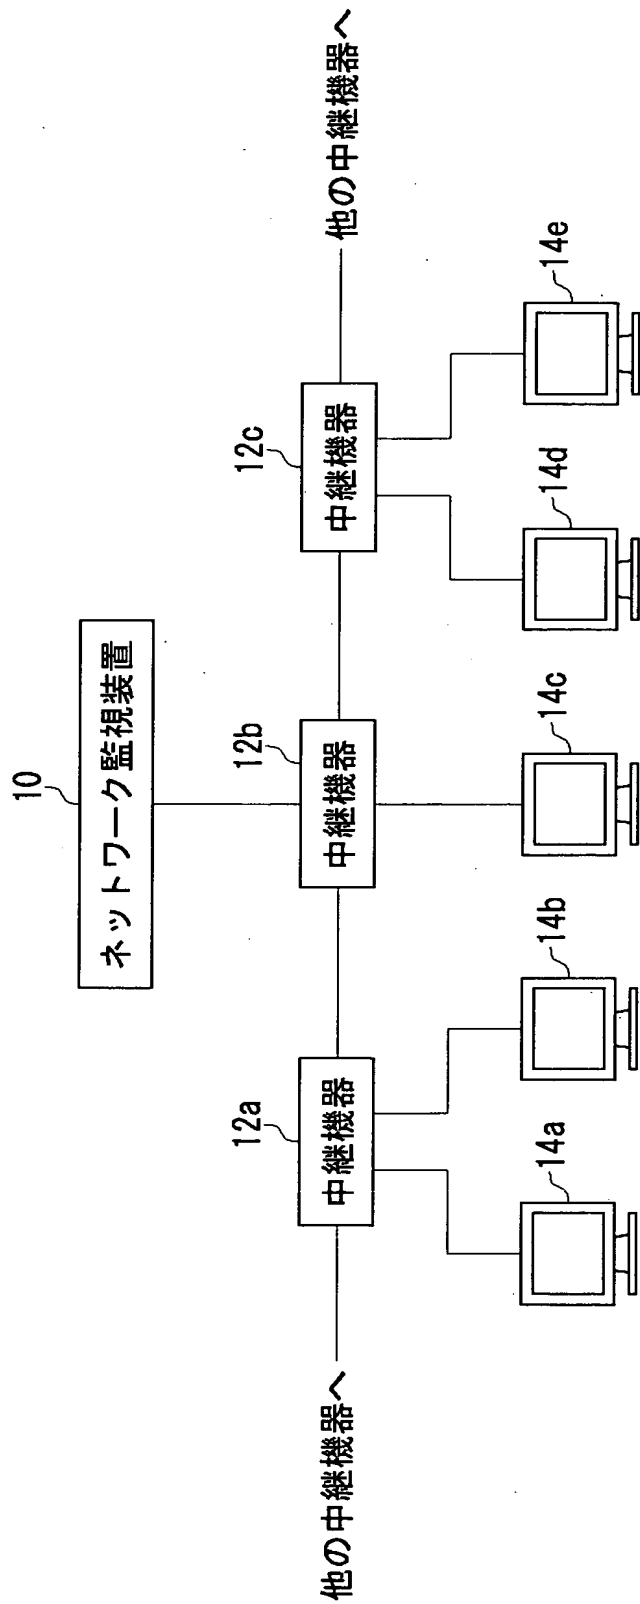 10
ネットワーク監視装置
12a
12b
12c
他の中継機器へ
中継機器
中継機器
中継機器
他の中継機器へ
14a
14b
14c
14d
14e